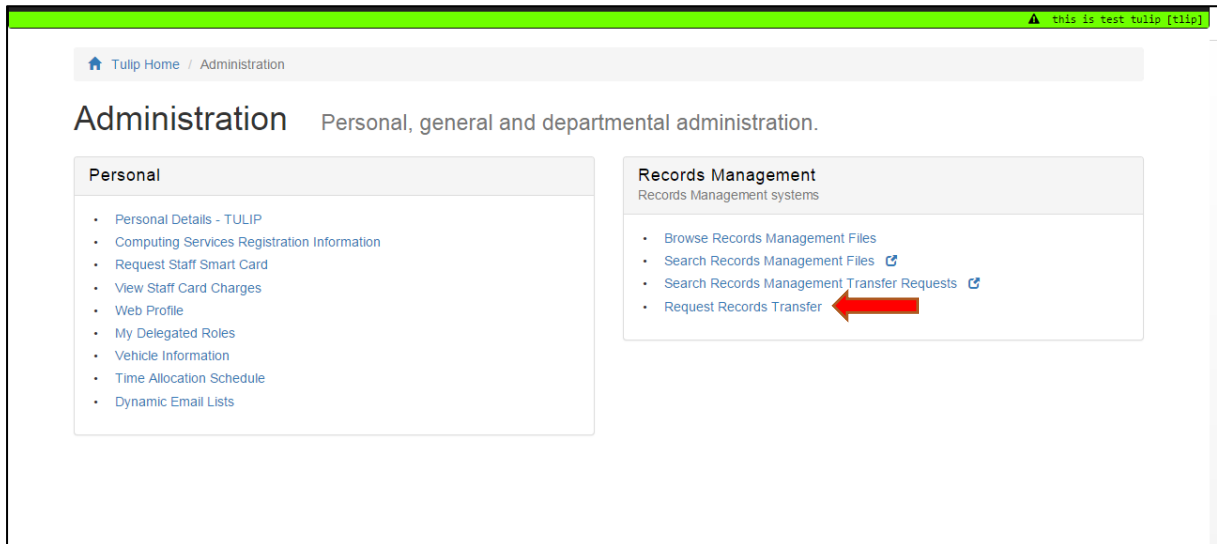 this is test tulip [tlip]
Tulip Home / Administration
Administration Personal, general and departmental administration.
Personal
• Personal Details - TULIP
• Computing Services Registration Information
• Request Staff Smart Card
• View Staff Card Charges
• Web Profile
• My Delegated Roles
• Vehicle Information
• Time Allocation Schedule
• Dynamic Email Lists
Records Management
Records Management systems
• Browse Records Management Files
• Search Records Management Files
• Search Records Management Transfer Requests
• Request Records Transfer